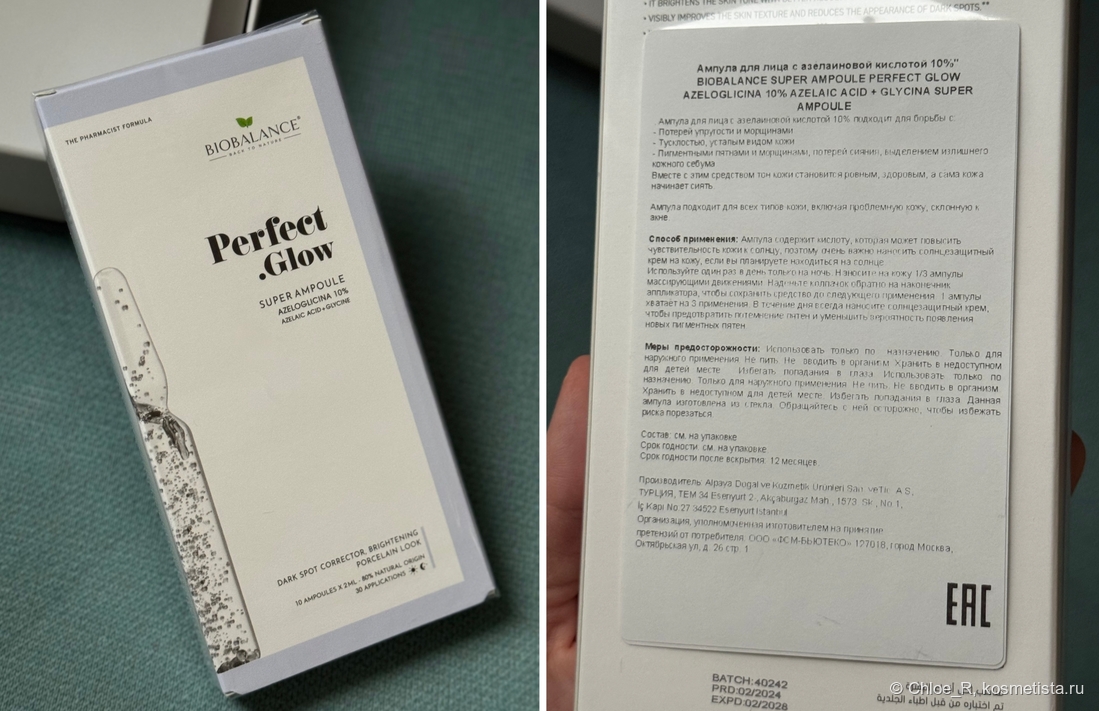 THE PHARMACIST FORMULA
BIOBALANCE®
BACK TO NATURE
Perfect
.Glow
SUPER AMPOULE
AZELOGLICINA 10%
AZELAIC ACID+GLYCINE
DARK SPOT CORRECTOR, BRIGHTENING
PORCELAIN LOOK
10 AMPOULES X 2ML . 80% NATURAL ORIGIN
30 APPLICATIONS
• IT BRIGHTENS THE SKIN TONE
• VISIBLY IMPROVES THE SKIN TEXTURE AND REDUCES THE APPEARANCE OF DARK SPOTS.**
Ампула для лица с азелаиновой кислотой 10%"
BIOBALANCE SUPER AMPOULE PERFECT GLOW
AZELOGLICINA 10% AZELAIC ACID + GLYCINA SUPER
AMPOULE
Ампула для лица с азелаиновой кислотой 10% подходит для борьбы с:
- Потерей упругости и морщинами
- Тусклостью, усталым видом кожи
- Пигментными пятнами и морщинами, потерей сияния, выделением излишнего
кожного себума
Вместе с этим средством тон кожи становится ровным, здоровым, а сама кожа
начинает сиять.
Ампула подходит для всех типов кожи, включая проблемную кожу, склонную к
акне.
Способ применения: Ампула содержит кислоту, которая может повысить
чувствительность кожи к солнцу, поэтому очень важно наносить солнцезащитный
крем на кожу, если вы планируете находиться на солнце.
Используйте один раз в день только на ночь. Наносите на кожу 1/3 ампулы
массирующими движениями. Наденьте колпачок обратно на наконечник
аппликатора, чтобы сохранить средство до следующего применения. 1 ампулы
хватает на 3 применения. В течение дня всегда наносите солнцезащитный крем,
чтобы предотвратить потемнение пятен и уменьшить вероятность появления
новых пигментных пятен.
Меры предосторожности: Использовать только по назначению. Только для
наружного применения. Не пить. Не вводить в организм. Хранить в недоступном
для детей месте. Избегать попадания в глаза. Использовать только по
назначению. Только для наружного применения. Не пить. Не вводить в организм.
Хранить в недоступном для детей месте. Избегать попадания в глаза. Данная
ампула изготовлена из стекла. Обращайтесь с ней осторожно, чтобы избежать
риска порезаться.
Состав: см. на упаковке
Срок годности: см. на упаковке
Срок годности после вскрытия: 12 месяцев.
Производитель: Alpaya Dogal ve Kozmetik Urunleri San. ve Tic. A.S,
ТУРЦИЯ, TEM 34 Esenyurt 2, Akçaburgaz Mah., 1573. Sk., No:1,
İç Kapı No:27 34522 Esenyurt Istanbul
Организация, уполномоченная изготовителем на принятие
претензий от потребителя, ООО «ФСМ-БЬЮТЕКО» 127018, город Москва,
Октябрьская ул, д. 26 стр. 1
EAC
BATCH:40242
PRD:02/2024
EXPD:02/2028
تم اختباره من قبل أطباء الجلدية
© Chloe_R, kosmetista.ru